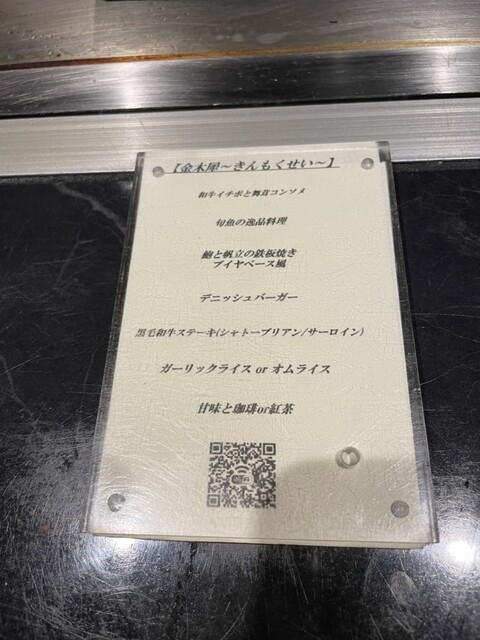 【金木犀～きんもくせい～】
和牛イチボと舞茸コンソメ
旬魚の逸品料理
鮑と帆立の鉄板焼き
ブイヤベース風
デニッシュバーガー
黒毛和牛ステーキ(シャトーブリアン/サーロイン)
ガーリックライス or オムライス
甘味と珈琲or紅茶